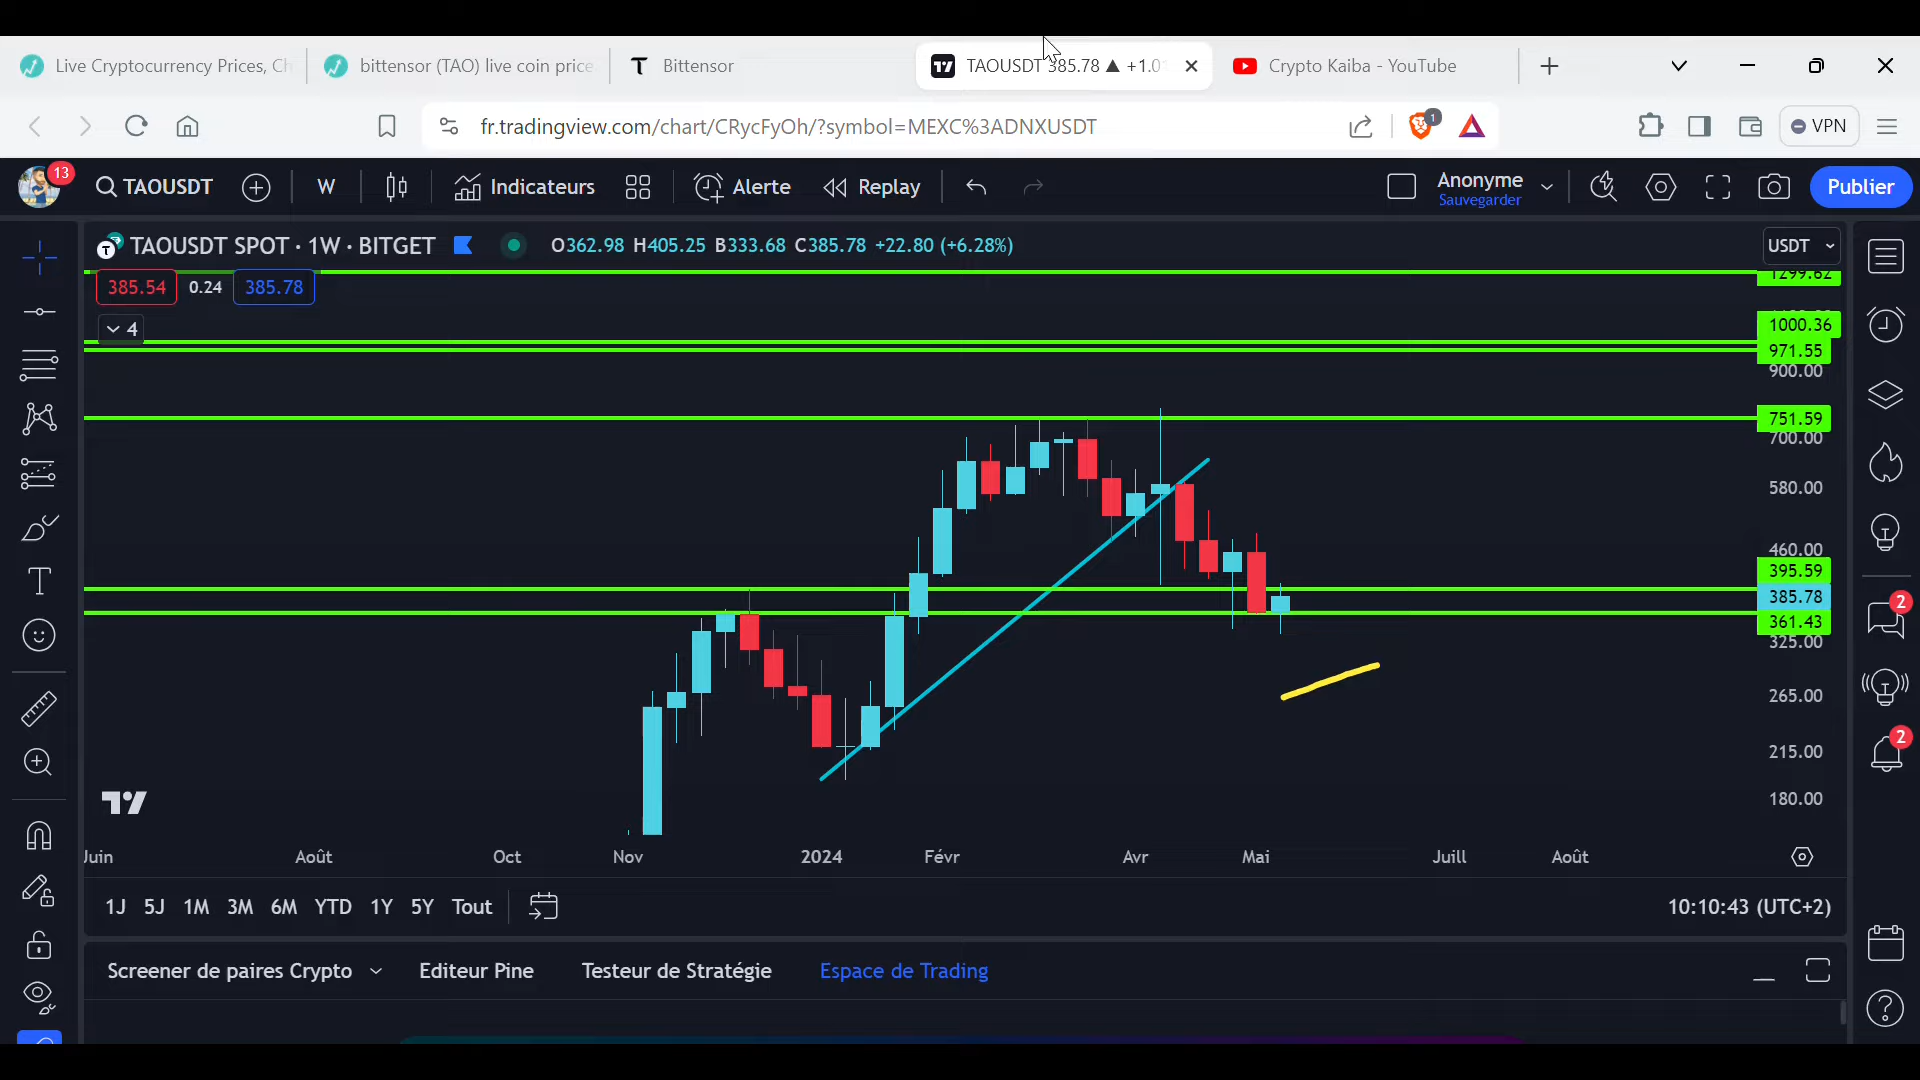 Live Cryptocurrency Prices, Ch
bittensor (TAO) live coin price
Bittensor
TAOUSDT 385.78 ▲ +1.0
Crypto Kaiba - YouTube
fr.tradingview.com/chart/CRycFyOh/?symbol=MEXC%3ADNXUSDT
1
VPN
13
TAOUSDT
W
Indicateurs
Alerte
Replay
Anonyme
Sauvegarder
Publier
TAOUSDT SPOT · 1W · BITGET
O362.98 H405.25 B333.68 C385.78 +22.80 (+6.28%)
USDT
385.54
0.24
385.78
4
1299.62
1000.36
971.55
900.00
751.59
700.00
580.00
460.00
395.59
385.78
361.43
325.00
265.00
215.00
180.00
2
2
Juin
Août
Oct
Nov
2024
Févr
Avr
Mai
Juill
Août
1J 5J 1M 3M 6M YTD 1Y 5Y Tout
10:10:43 (UTC+2)
Screener de paires Crypto
Editeur Pine
Testeur de Stratégie
Espace de Trading